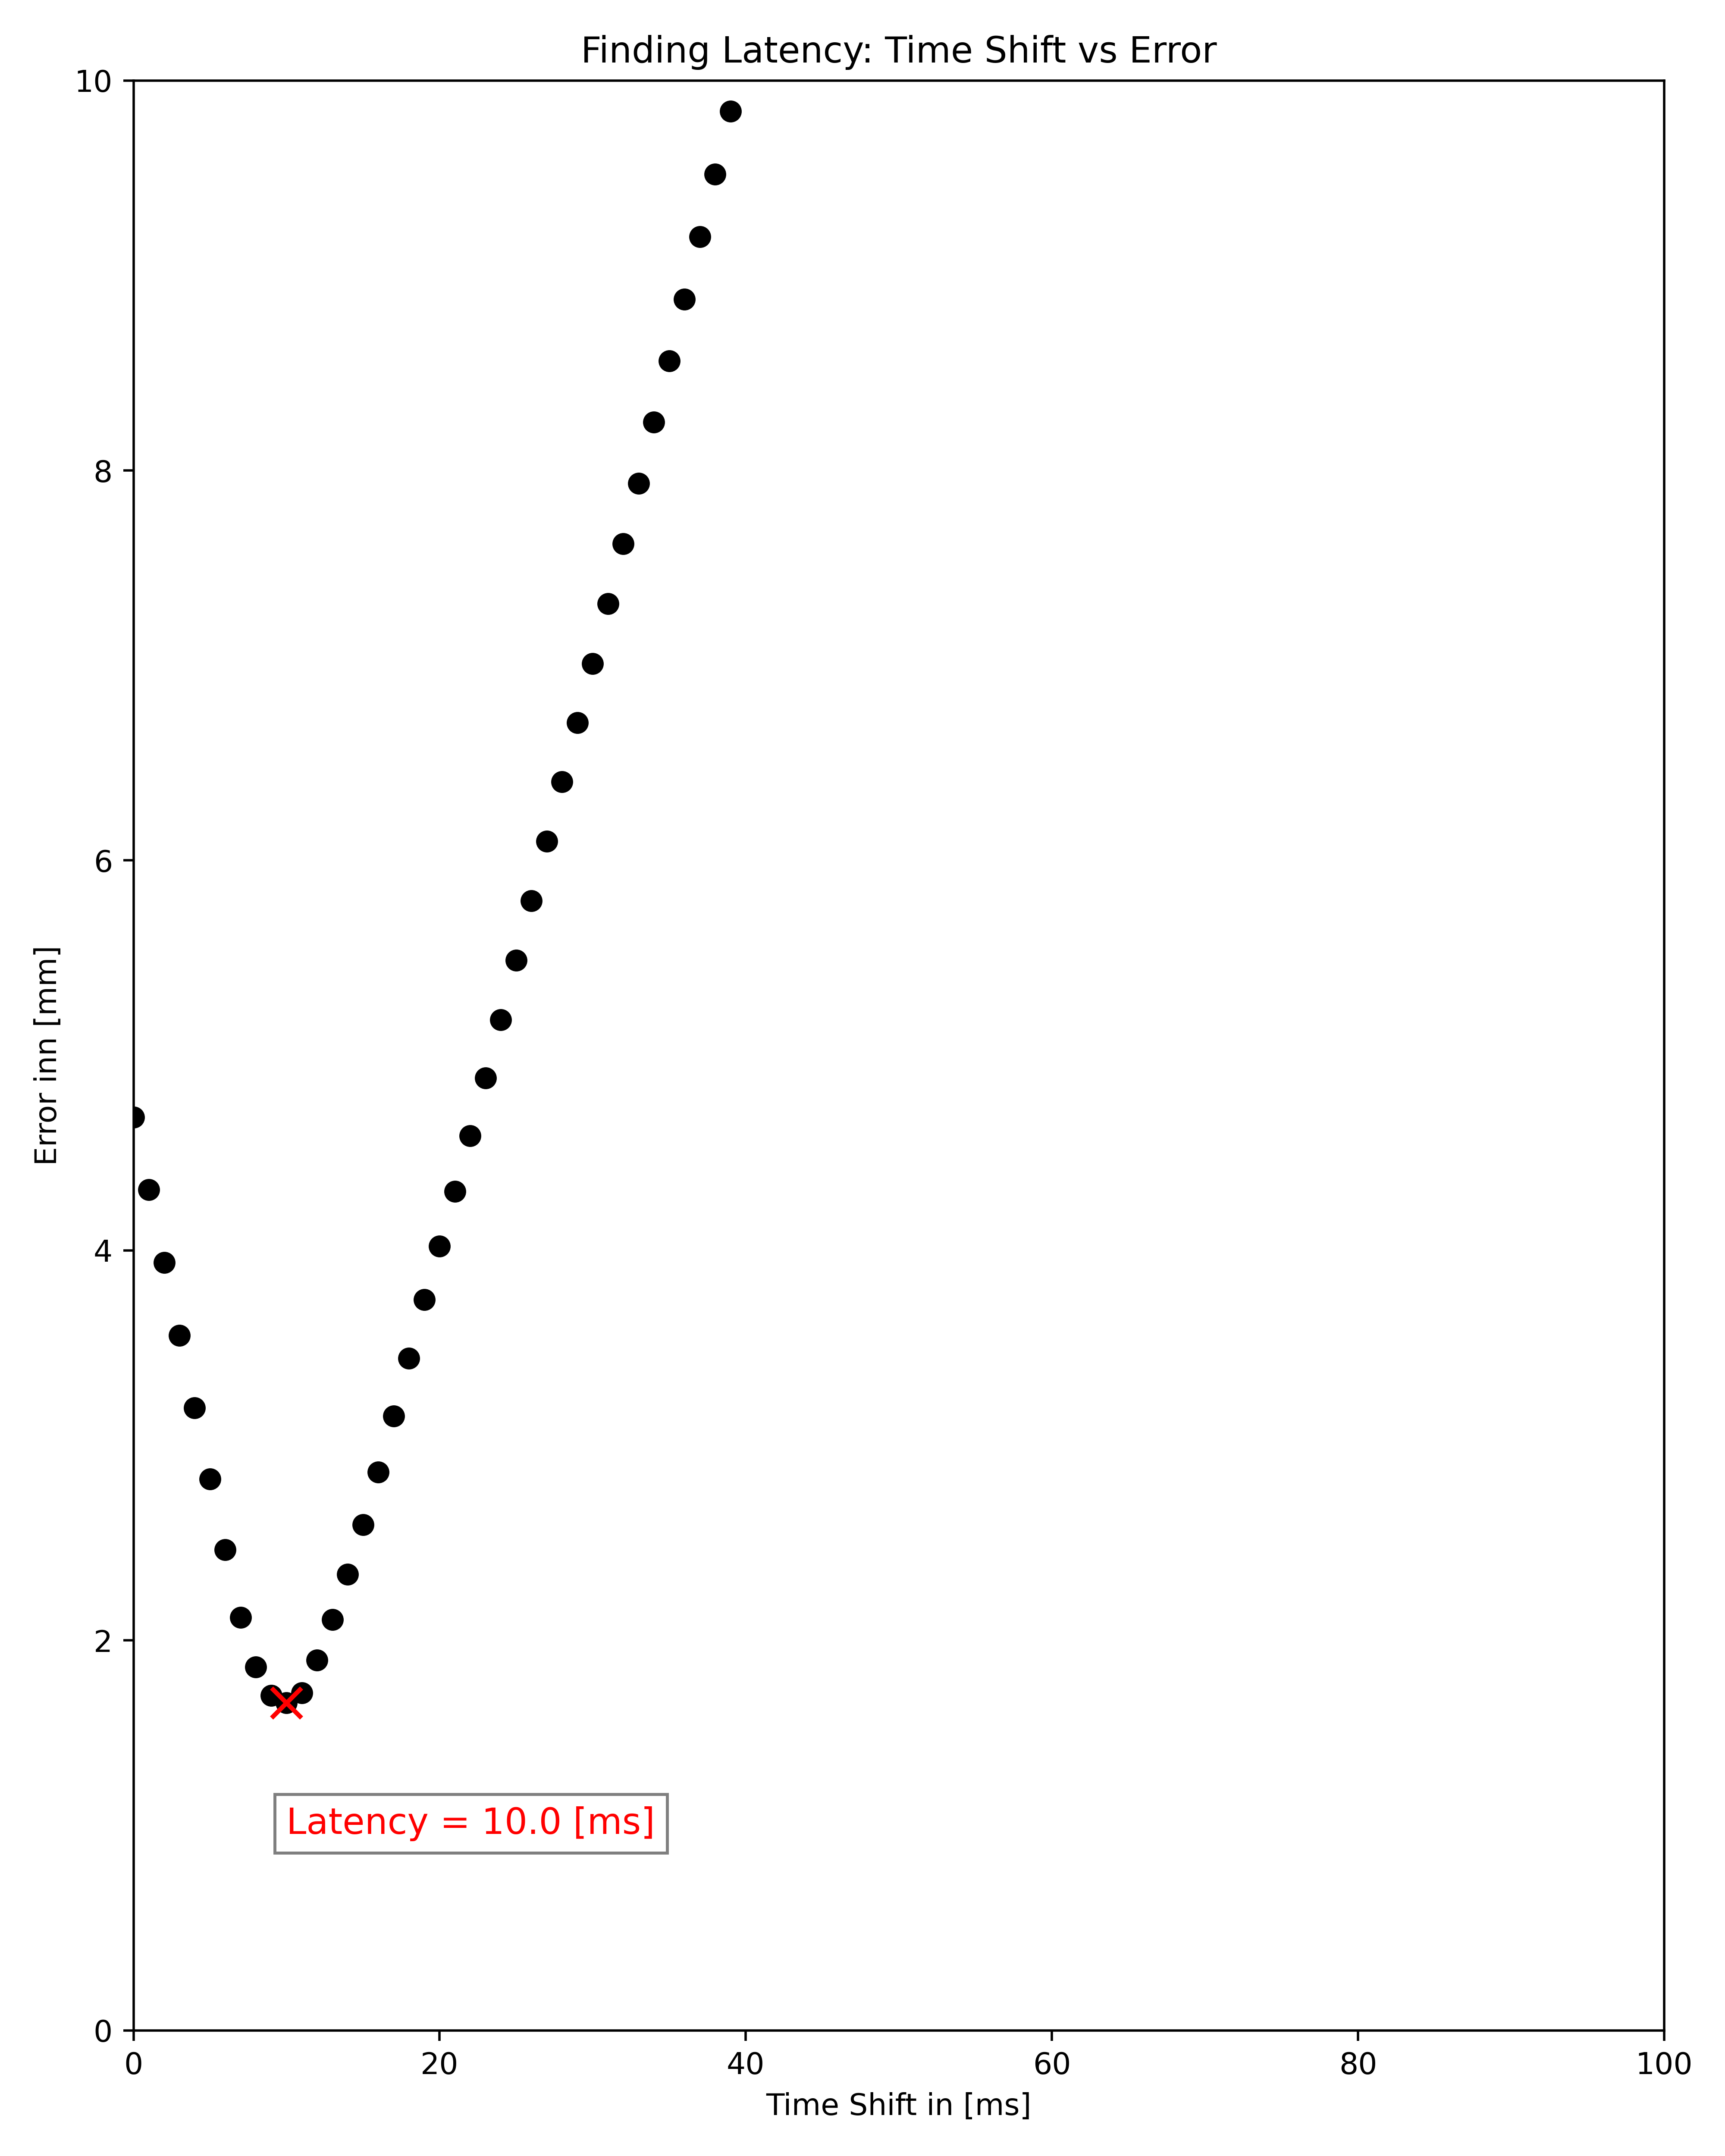 Finding Latency: Time Shift vs Error
10
8
6
4
2
0
Error inn [mm]
Latency = 10.0 [ms]
0 20 40 60 80 100
Time Shift in [ms]